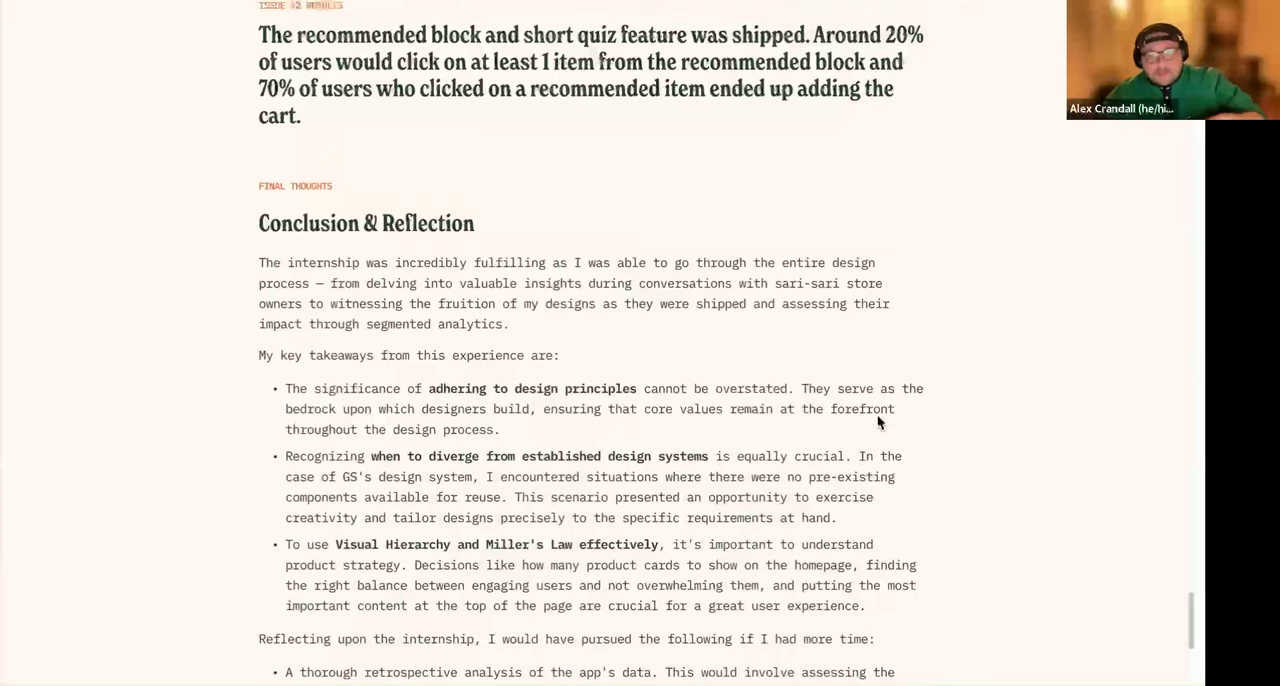 ISSUE #2 RESULTS
The recommended block and short quiz feature was shipped. Around 20%
of users would click on at least 1 item from the recommended block and
70% of users who clicked on a recommended item ended up adding the
cart.
Alex Crandall (he/hi...
FINAL THOUGHTS
Conclusion & Reflection
The internship was incredibly fulfilling as I was able to go through the entire design
process — from delving into valuable insights during conversations with sari-sari store
owners to witnessing the fruition of my designs as they were shipped and assessing their
impact through segmented analytics.
My key takeaways from this experience are:
• The significance of adhering to design principles cannot be overstated. They serve as the
bedrock upon which designers build, ensuring that core values remain at the forefront
throughout the design process.
• Recognizing when to diverge from established design systems is equally crucial. In the
case of GS's design system, I encountered situations where there were no pre-existing
components available for reuse. This scenario presented an opportunity to exercise
creativity and tailor designs precisely to the specific requirements at hand.
• To use Visual Hierarchy and Miller's Law effectively, it's important to understand
product strategy. Decisions like how many product cards to show on the homepage, finding
the right balance between engaging users and not overwhelming them, and putting the most
important content at the top of the page are crucial for a great user experience.
Reflecting upon the internship, I would have pursued the following if I had more time:
• A thorough retrospective analysis of the app's data. This would involve assessing the